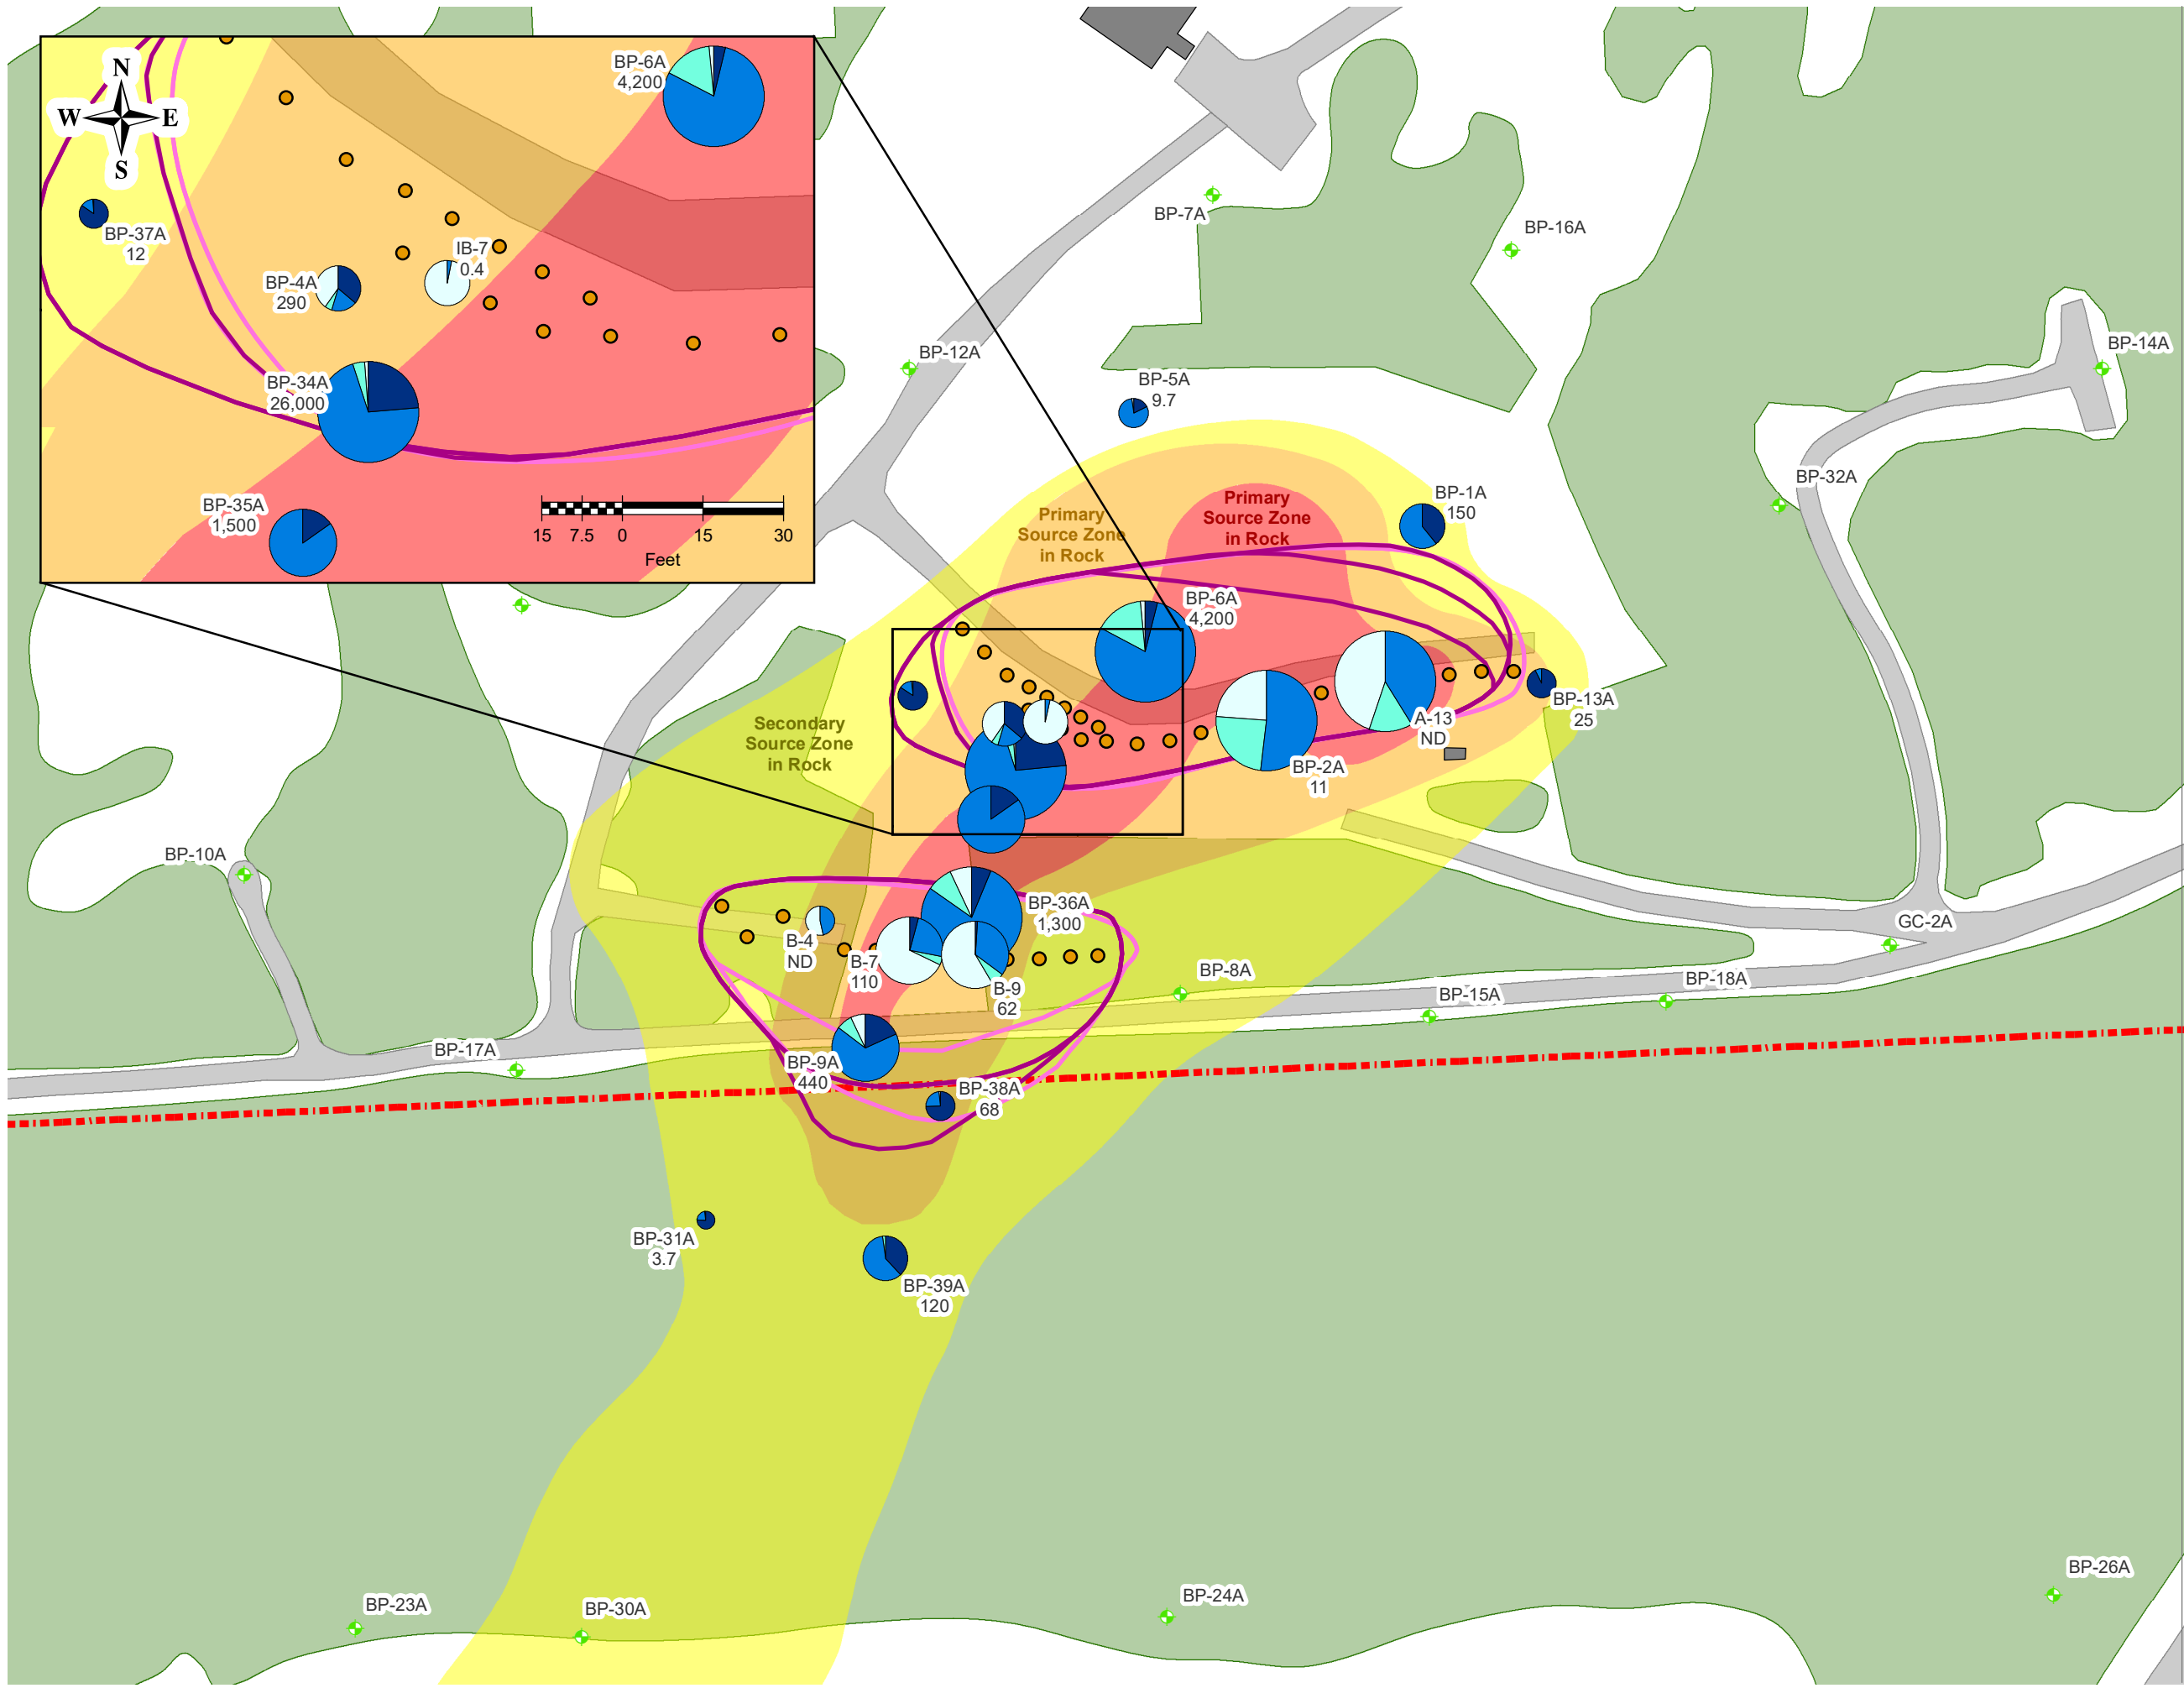 N
W E
S
BP-6A
4,200
BP-37A
12
BP-4A
290
IB-7
0.4
BP-34A
26,000
BP-35A
1,500
15 7.5 0 15 30
Feet
BP-7A
BP-16A
BP-12A
BP-14A
BP-5A
9.7
BP-32A
BP-1A
150
Primary
Source Zone
in Rock
Primary
Source Zone
in Rock
BP-6A
4,200
BP-13A
25
A-13
ND
Secondary
Source Zone
in Rock
BP-2A
11
BP-10A
BP-36A
1,300
GC-2A
B-4
ND
B-7
110
B-9
62
BP-8A
BP-15A
BP-18A
BP-17A
BP-9A
440
BP-38A
68
BP-31A
3.7
BP-39A
120
BP-23A
BP-30A
BP-24A
BP-26A